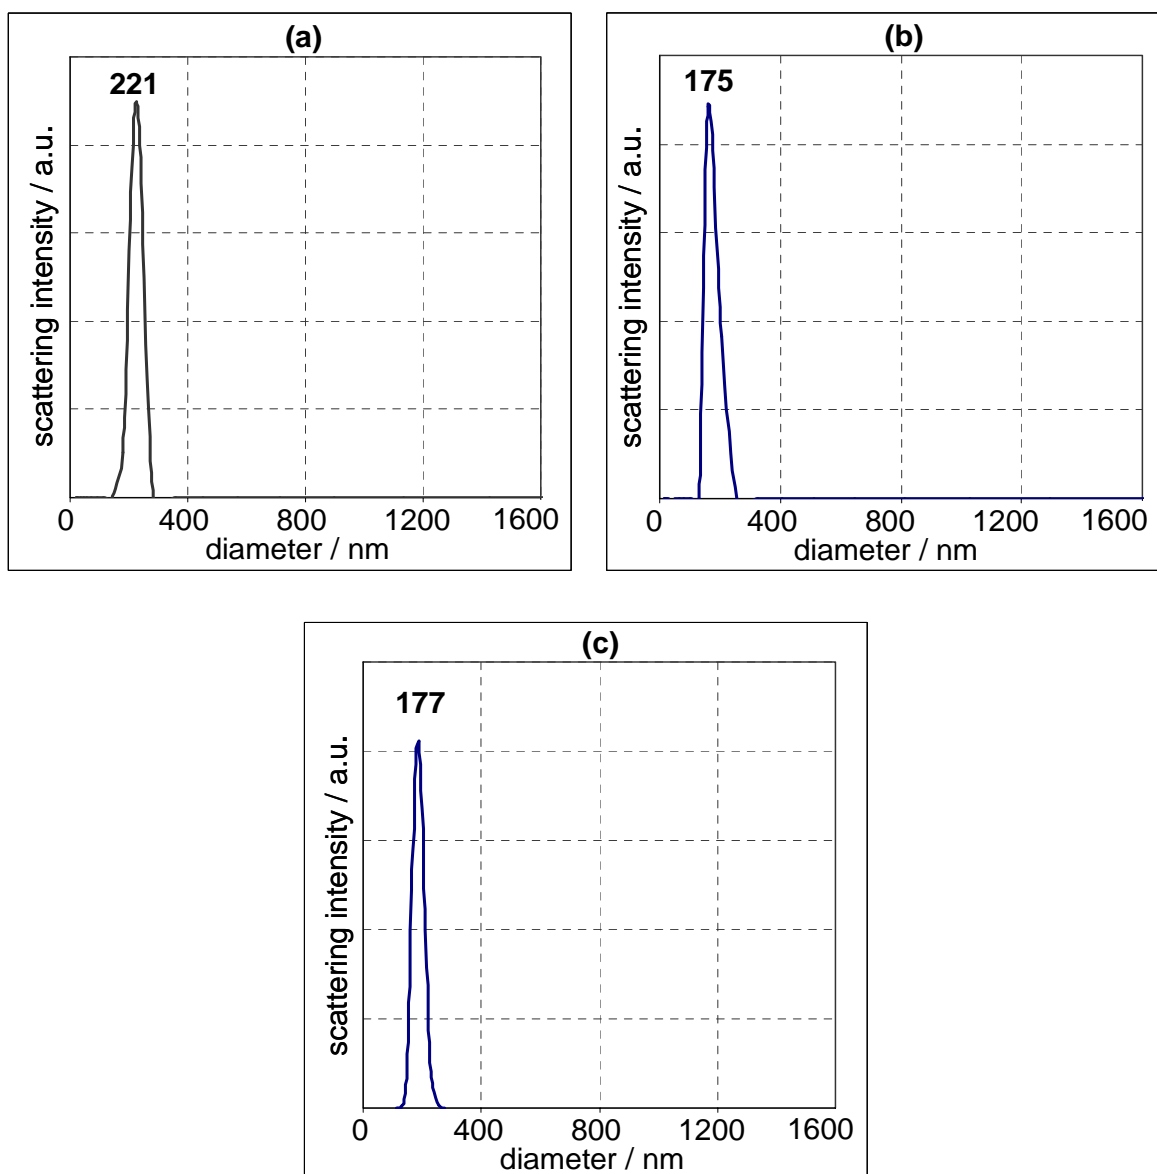 (a)
221
scattering intensity / a.u.
0 400 800 1200 1600
diameter / nm
(b)
175
scattering intensity / a.u.
0 400 800 1200 1600
diameter / nm
(c)
177
scattering intensity / a.u.
0 400 800 1200 1600
diameter / nm